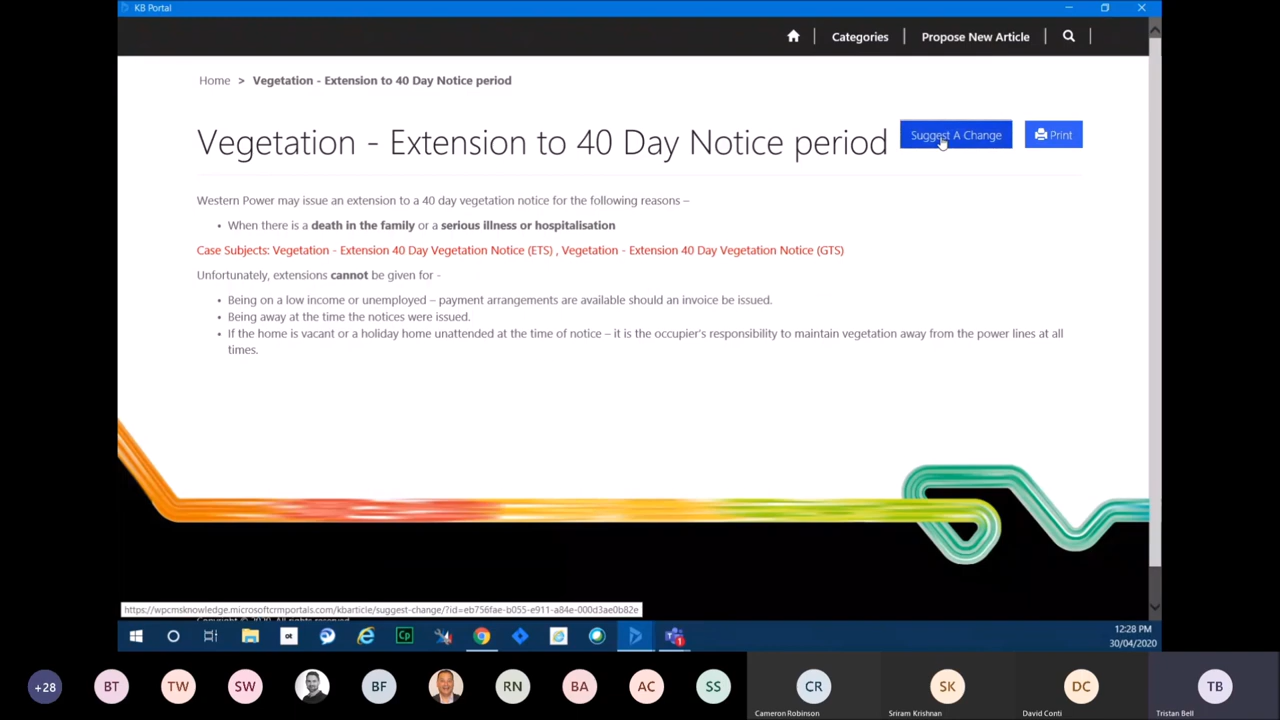 KB Portal
Categories
Propose New Article
Home > Vegetation - Extension to 40 Day Notice period
Vegetation - Extension to 40 Day Notice period
Suggest A Change
Print
Western Power may issue an extension to a 40 day vegetation notice for the following reasons –
• When there is a death in the family or a serious illness or hospitalisation
Case Subjects: Vegetation - Extension 40 Day Vegetation Notice (ETS) , Vegetation - Extension 40 Day Vegetation Notice (GTS)
Unfortunately, extensions cannot be given for -
• Being on a low income or unemployed – payment arrangements are available should an invoice be issued.
• Being away at the time the notices were issued.
• If the home is vacant or a holiday home unattended at the time of notice – it is the occupier's responsibility to maintain vegetation away from the power lines at all
times.
https://wpcmsknowledge.microsoftcrmportals.com/kbarticle/suggest-change/?id=eb756fae-b055-e911-a84e-000d3ae0b82e
Copyright © 2020. All rights reserved.
ot
Cp
1
12:28 PM
30/04/2020
+28
BT
TW
SW
BF
RN
BA
AC
SS
CR
SK
DC
TB
Cameron Robinson
Sriram Krishnan
David Conti
Tristan Bell